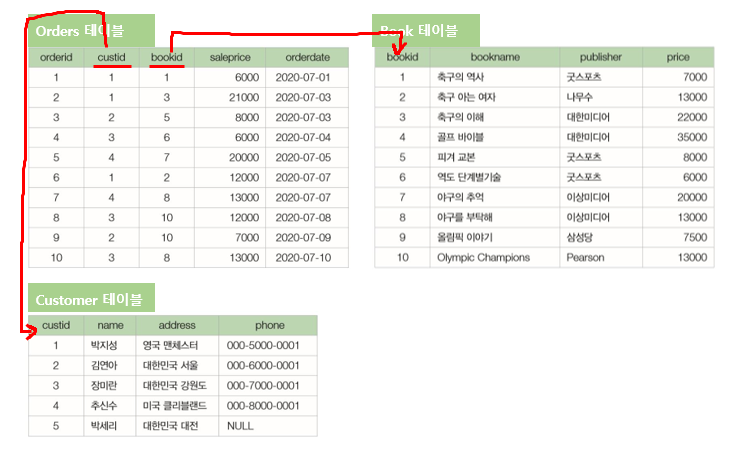 Orders 테이블
orderid custid bookid saleprice orderdate
1 1 1 6000 2020-07-01
2 1 3 21000 2020-07-03
3 2 5 8000 2020-07-03
4 3 6 6000 2020-07-04
5 4 7 20000 2020-07-05
6 1 2 12000 2020-07-07
7 4 8 13000 2020-07-07
8 3 10 12000 2020-07-08
9 2 10 7000 2020-07-09
10 3 8 13000 2020-07-10
Book 테이블
bookid bookname publisher price
1 축구의 역사 굿스포츠 7000
2 축구 아는 여자 나무수 13000
3 축구의 이해 대한미디어 22000
4 골프 바이블 대한미디어 35000
5 피겨 교본 굿스포츠 8000
6 역도 단계별기술 굿스포츠 6000
7 야구의 추억 이상미디어 20000
8 야구를 부탁해 이상미디어 13000
9 올림픽 이야기 삼성당 7500
10 Olympic Champions Pearson 13000
Customer 테이블
custid name address phone
1 박지성 영국 맨체스터 000-5000-0001
2 김연아 대한민국 서울 000-6000-0001
3 장미란 대한민국 강원도 000-7000-0001
4 추신수 미국 클리블랜드 000-8000-0001
5 박세리 대한민국 대전 NULL